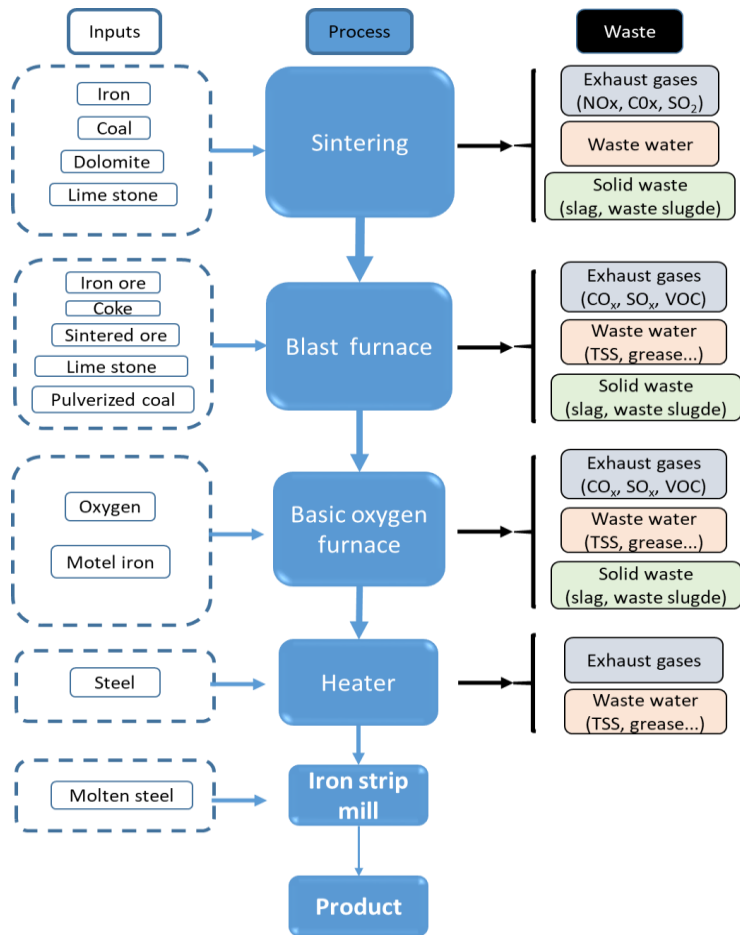 Inputs
Process
Waste
Iron
Coal
Dolomite
Lime stone
Sintering
Exhaust gases
(NOx, C0x, SO₂)
Waste water
Solid waste
(slag, waste slugde)
Iron ore
Coke
Sintered ore
Lime stone
Pulverized coal
Blast furnace
Exhaust gases
(COₓ, SOₓ, VOC)
Waste water
(TSS, grease...)
Solid waste
(slag, waste slugde)
Oxygen
Motel iron
Basic oxygen
furnace
Exhaust gases
(COₓ, SOₓ, VOC)
Waste water
(TSS, grease...)
Solid waste
(slag, waste slugde)
Steel
Heater
Exhaust gases
Waste water
(TSS, grease...)
Molten steel
Iron strip
mill
Product